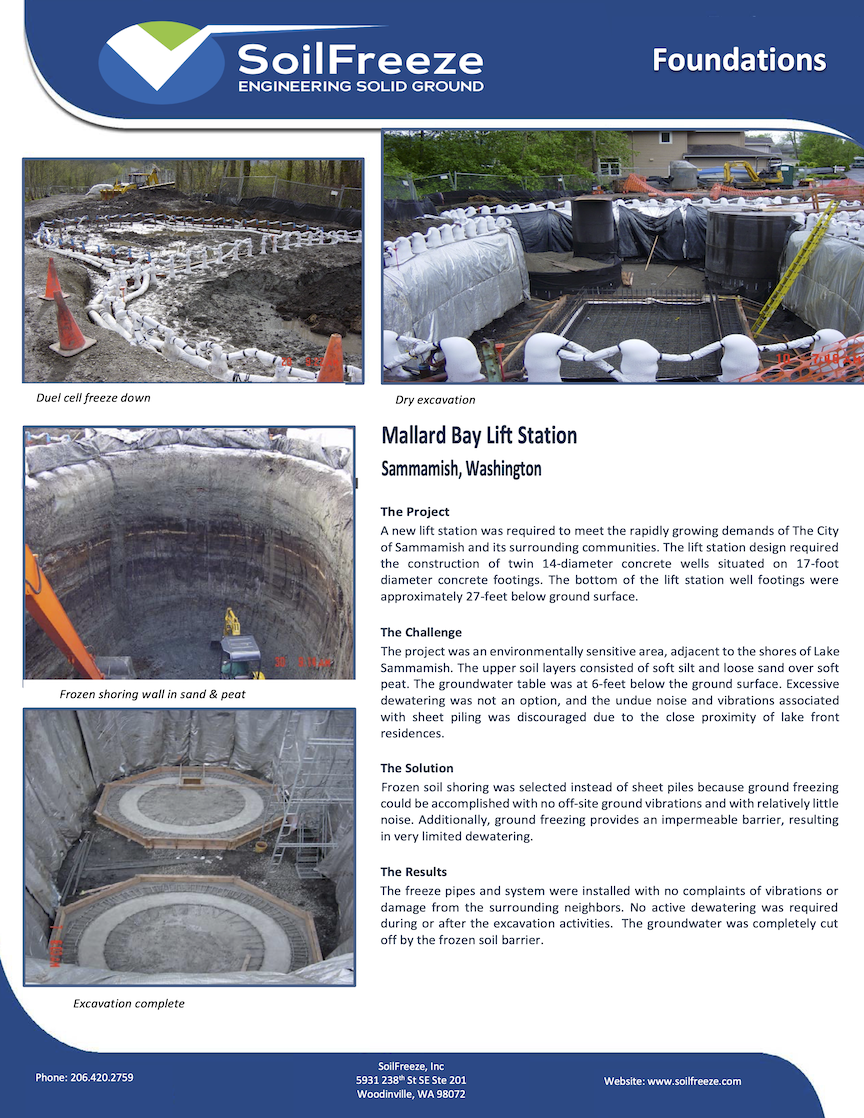 SoilFreeze
ENGINEERING SOLID GROUND
Foundations
Duel cell freeze down
Dry excavation
Frozen shoring wall in sand & peat
Excavation complete
Mallard Bay Lift Station
Sammamish, Washington
The Project
A new lift station was required to meet the rapidly growing demands of The City
of Sammamish and its surrounding communities. The lift station design required
the construction of twin 14-diameter concrete wells situated on 17-foot
diameter concrete footings. The bottom of the lift station well footings were
approximately 27-feet below ground surface.
The Challenge
The project was an environmentally sensitive area, adjacent to the shores of Lake
Sammamish. The upper soil layers consisted of soft silt and loose sand over soft
peat. The groundwater table was at 6-feet below the ground surface. Excessive
dewatering was not an option, and the undue noise and vibrations associated
with sheet piling was discouraged due to the close proximity of lake front
residences.
The Solution
Frozen soil shoring was selected instead of sheet piles because ground freezing
could be accomplished with no off-site ground vibrations and with relatively little
noise. Additionally, ground freezing provides an impermeable barrier, resulting
in very limited dewatering.
The Results
The freeze pipes and system were installed with no complaints of vibrations or
damage from the surrounding neighbors. No active dewatering was required
during or after the excavation activities. The groundwater was completely cut
off by the frozen soil barrier.
Phone: 206.420.2759
SoilFreeze, Inc
5931 238th St SE Ste 201
Woodinville, WA 98072
Website: www.soilfreeze.com